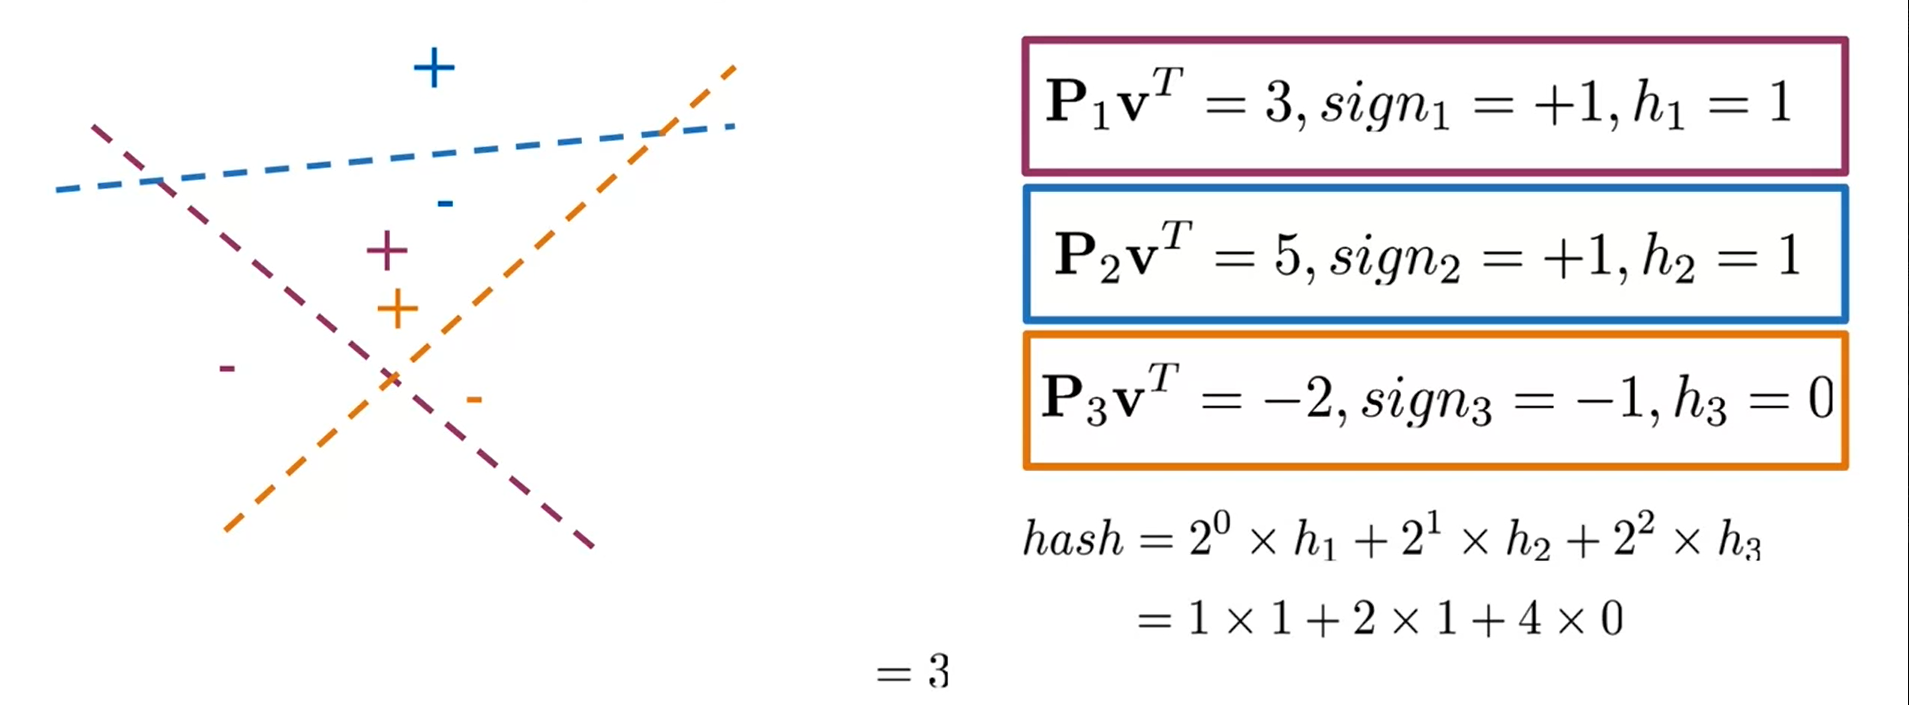 +
-
+
+
-
-
P₁vᵀ = 3, sign₁ = +1, h₁ = 1
P₂vᵀ = 5, sign₂ = +1, h₂ = 1
P₃vᵀ = −2, sign₃ = −1, h₃ = 0
hash = 2⁰ × h₁ + 2¹ × h₂ + 2² × h₃
= 1 × 1 + 2 × 1 + 4 × 0
= 3